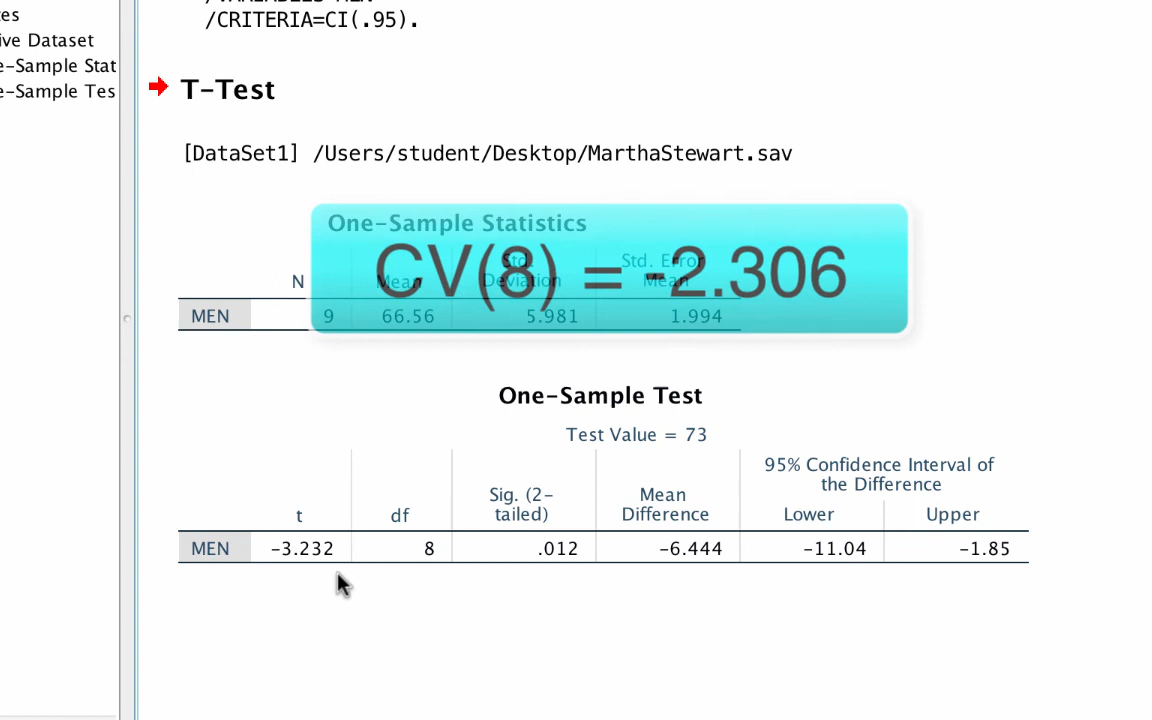 es
ive Dataset
e-Sample Stat
e-Sample Tes
/CRITERIA=CI(.95).
T-Test
[DataSet1] /Users/student/Desktop/MarthaStewart.sav
One-Sample Statistics
CV(8) = -2.306
N Mean Std. Deviation Std. Error Mean
MEN 9 66.56 5.981 1.994
One-Sample Test
Test Value = 73
95% Confidence Interval of
the Difference
Sig. (2- Mean
t df tailed) Difference Lower Upper
MEN -3.232 8 .012 -6.444 -11.04 -1.85